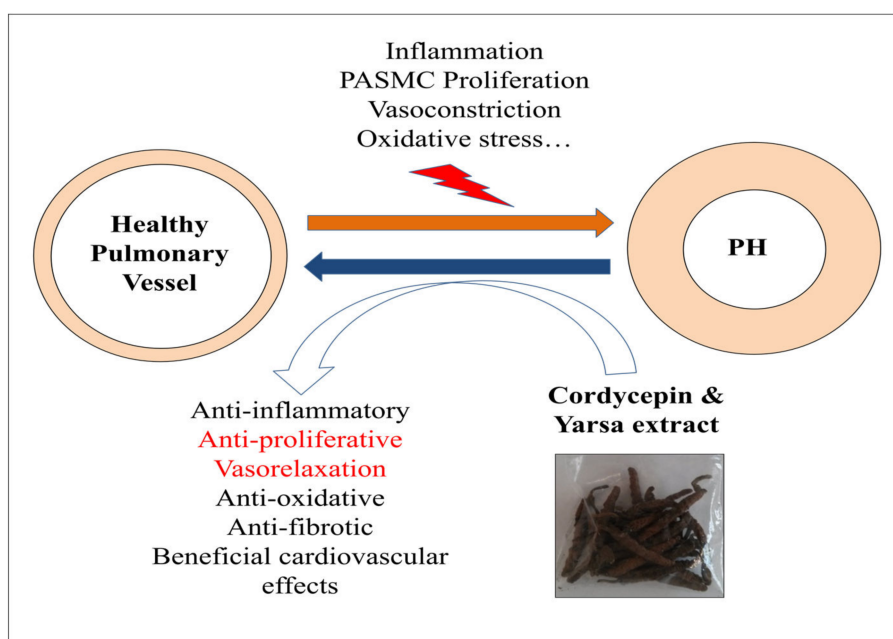 Inflammation
PASMC Proliferation
Vasoconstriction
Oxidative stress…
Healthy
Pulmonary
Vessel
PH
Cordycepin &
Yarsa extract
Anti-inflammatory
Anti-proliferative
Vasorelaxation
Anti-oxidative
Anti-fibrotic
Beneficial cardiovascular
effects